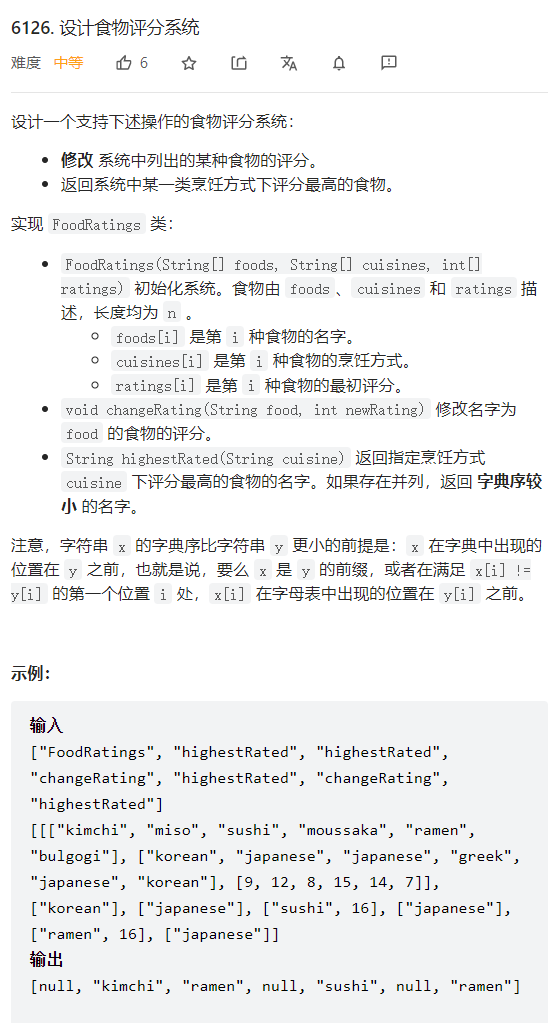 6126. 设计食物评分系统
难度 中等 6
设计一个支持下述操作的食物评分系统：
修改 系统中列出的某种食物的评分。
返回系统中某一类烹饪方式下评分最高的食物。
实现 FoodRatings 类：
FoodRatings(String[] foods, String[] cuisines, int[]
ratings) 初始化系统。食物由 foods 、cuisines 和 ratings 描
述，长度均为 n 。
foods[i] 是第 i 种食物的名字。
cuisines[i] 是第 i 种食物的烹饪方式。
ratings[i] 是第 i 种食物的最初评分。
void changeRating(String food, int newRating) 修改名字为
food 的食物的评分。
String highestRated(String cuisine) 返回指定烹饪方式
cuisine 下评分最高的食物的名字。如果存在并列，返回 字典序较
小 的名字。
注意，字符串 x 的字典序比字符串 y 更小的前提是：x 在字典中出现的
位置在 y 之前，也就是说，要么 x 是 y 的前缀，或者在满足 x[i] !=
y[i] 的第一个位置 i 处，x[i] 在字母表中出现的位置在 y[i] 之前。
示例：
输入
["FoodRatings", "highestRated", "highestRated",
"changeRating", "highestRated", "changeRating",
"highestRated"]
[[["kimchi", "miso", "sushi", "moussaka", "ramen",
"bulgogi"], ["korean", "japanese", "japanese", "greek",
"japanese", "korean"], [9, 12, 8, 15, 14, 7]],
["korean"], ["japanese"], ["sushi", 16], ["japanese"],
["ramen", 16], ["japanese"]]
输出
[null, "kimchi", "ramen", null, "sushi", null, "ramen"]